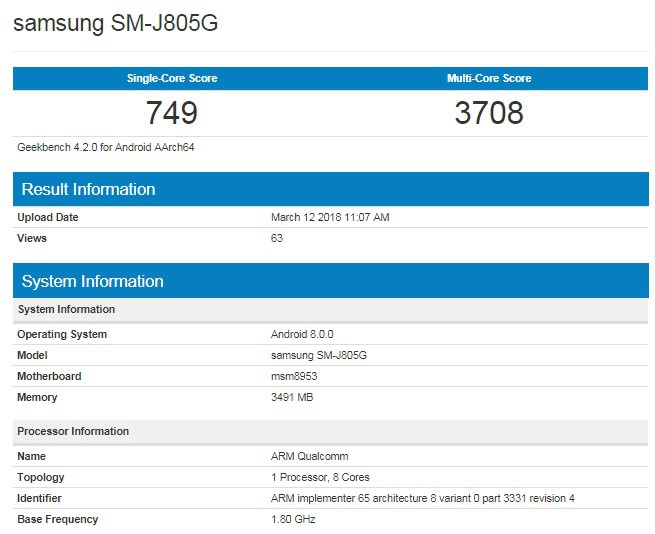 samsung SM-J805G
Single-Core Score Multi-Core Score
749 3708
Geekbench 4.2.0 for Android AArch64
Result Information
Upload Date March 12 2018 11:07 AM
Views 63
System Information
System Information
Operating System Android 8.0.0
Model samsung SM-J805G
Motherboard msm8953
Memory 3491 MB
Processor Information
Name ARM Qualcomm
Topology 1 Processor, 8 Cores
Identifier ARM implementer 65 architecture 8 variant 0 part 3331 revision 4
Base Frequency 1.80 GHz